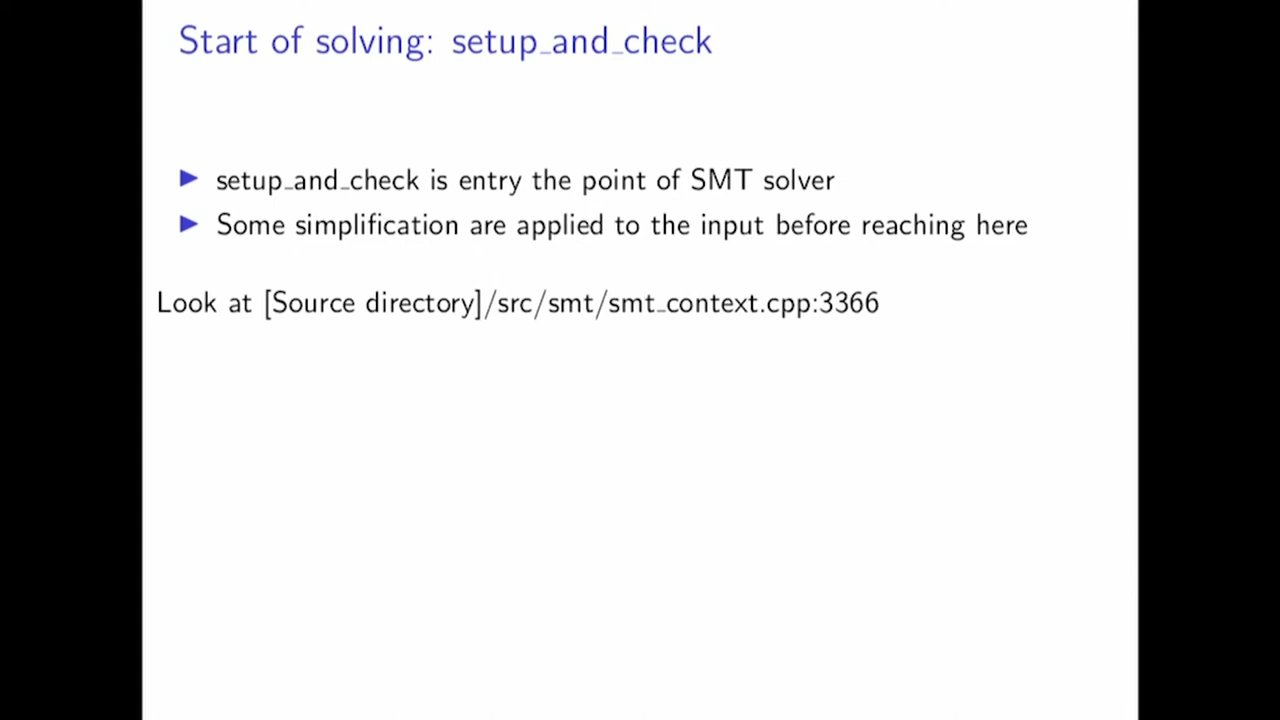 Start of solving: setup_and_check
▶ setup_and_check is entry the point of SMT solver
▶ Some simplification are applied to the input before reaching here
Look at [Source directory]/src/smt/smt_context.cpp:3366